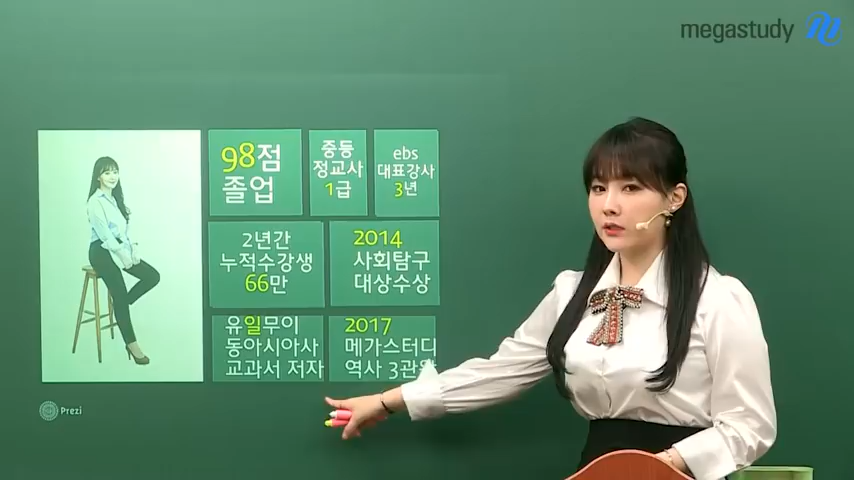 megastudy
98점
졸업
중등
정교사
1급
ebs
대표강사
3년
2년간
누적수강생
66만
2014
사회탐구
대상수상
유일무이
동아시아사
교과서 저자
2017
메가스터디
역사 3관왕
Prezi